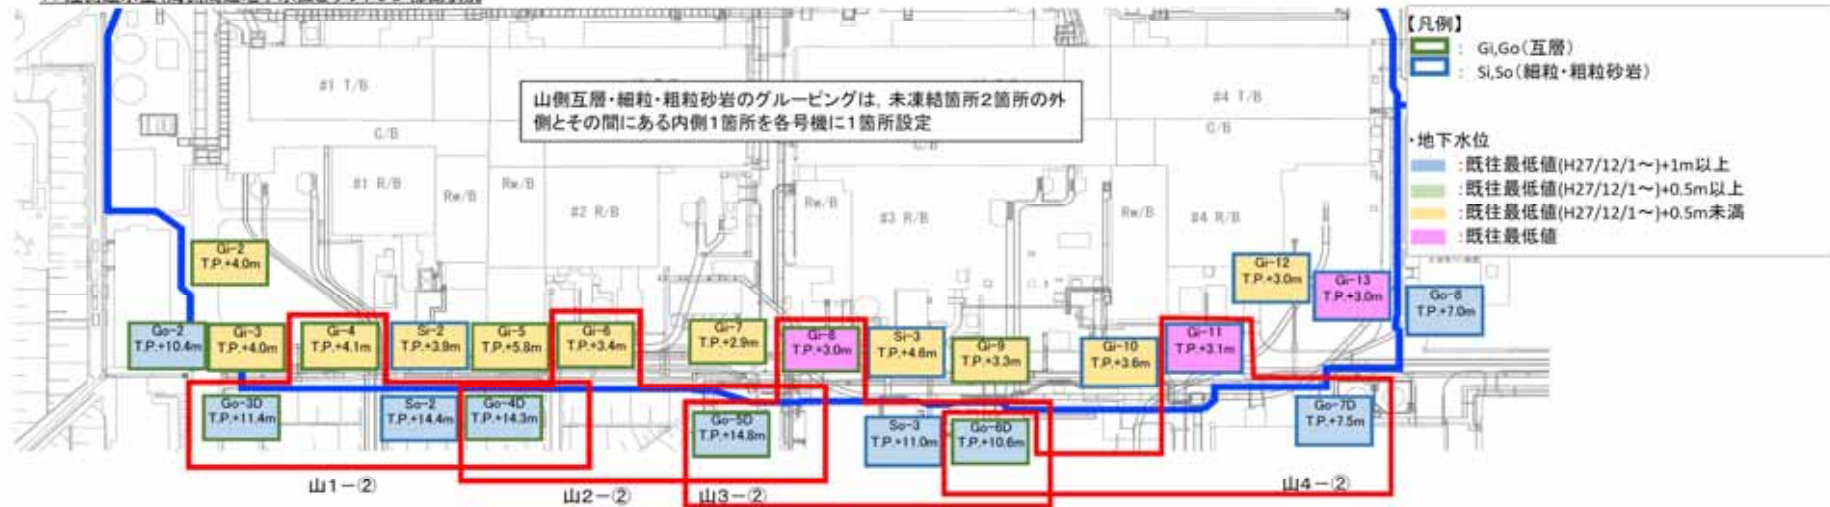 #1 T/B
#4 T/B
山側互層・細粒・粗粒砂岩のグルーピングは，未凍結箇所2箇所の外
側とその間にある内側1箇所を各号機に1箇所設定
C/B
C/B
C/B
#1 R/B
Rw/B
Rw/B
#2 R/B
Rw/B
#3 R/B
Rw/B
#4 R/B
【凡例】
： Gi,Go（互層）
： Si,So（細粒・粗粒砂岩）
・地下水位
：既往最低値(H27/12/1～)+1m以上
：既往最低値(H27/12/1～)+0.5m以上
：既往最低値(H27/12/1～)+0.5m未満
：既往最低値
Gi-2
T.P.+4.0m
Gi-12
T.P.+3.0m
Gi-13
T.P.+3.0m
Go-8
T.P.+7.0m
Go-2
T.P.+10.4m
Gi-3
T.P.+4.0m
Gi-4
T.P.+4.1m
Si-2
T.P.+3.9m
Gi-5
T.P.+5.8m
Gi-6
T.P.+3.4m
Gi-7
T.P.+2.9m
Gi-8
T.P.+3.0m
Si-3
T.P.+4.6m
Gi-9
T.P.+3.3m
Gi-10
T.P.+3.6m
Gi-11
T.P.+3.1m
Go-3D
T.P.+11.4m
So-2
T.P.+14.4m
Go-4D
T.P.+14.3m
Go-5D
T.P.+14.8m
So-3
T.P.+11.0m
Go-6D
T.P.+10.6m
Go-7D
T.P.+7.5m
山1－②
山2－②
山3－②
山4－②